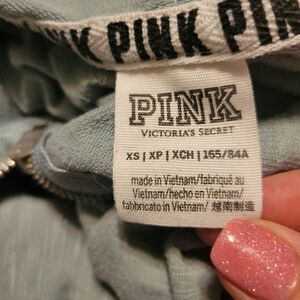 PINK PINK PIN
PINK
VICTORIA'S SECRET
XS | XP | XCH | 165/84A
made in Vietnam/fabriqué au
Vietnam/hecho en Vietnam/
fabbricato in Vietnam/ 越南制造